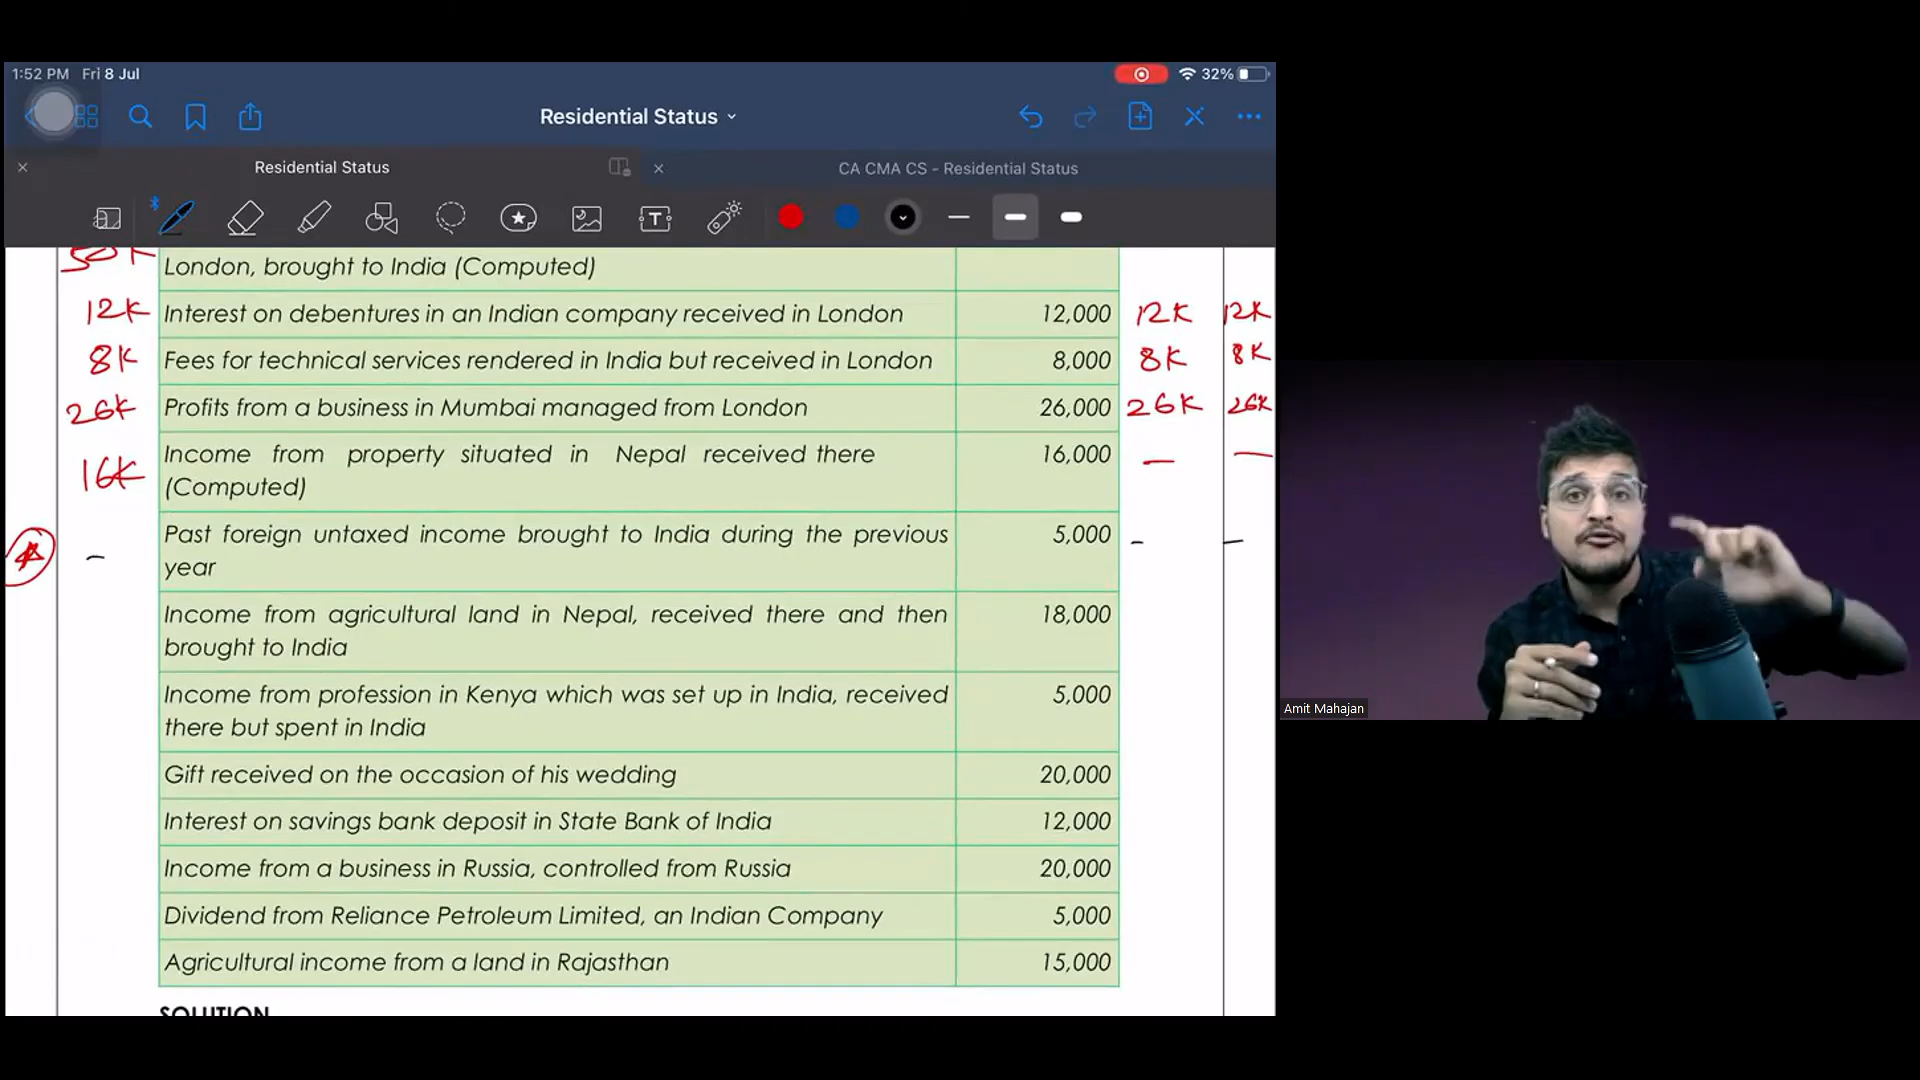 1:52 PM Fri 8 Jul 32%
Residential Status
Residential Status
CA CMA CS - Residential Status
50K London, brought to India (Computed)
12K Interest on debentures in an Indian company received in London 12,000 12K 12K
8K Fees for technical services rendered in India but received in London 8,000 8K 8K
26K Profits from a business in Mumbai managed from London 26,000 26K 26K
16K Income from property situated in Nepal received there 16,000 — —
(Computed)
- Past foreign untaxed income brought to India during the previous 5,000 - -
year
Income from agricultural land in Nepal, received there and then 18,000
brought to India
Income from profession in Kenya which was set up in India, received 5,000
there but spent in India
Gift received on the occasion of his wedding 20,000
Interest on savings bank deposit in State Bank of India 12,000
Income from a business in Russia, controlled from Russia 20,000
Dividend from Reliance Petroleum Limited, an Indian Company 5,000
Agricultural income from a land in Rajasthan 15,000
SOLUTION
Amit Mahajan